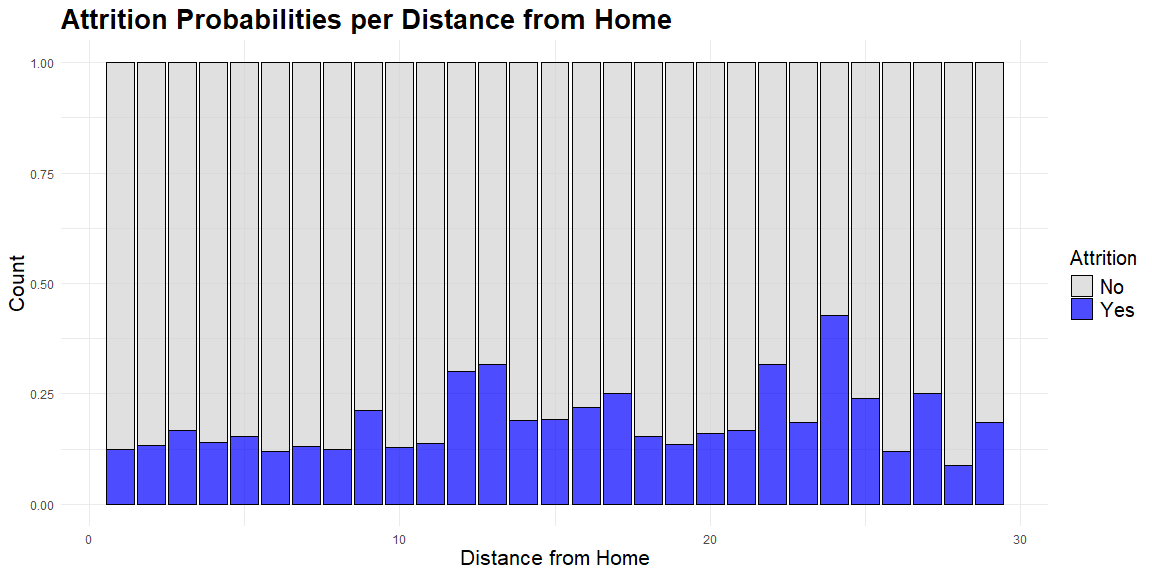 Attrition Probabilities per Distance from Home
1.00
0.75
0.50
0.25
0.00
Count
0
10
20
30
Distance from Home
Attrition
No
Yes